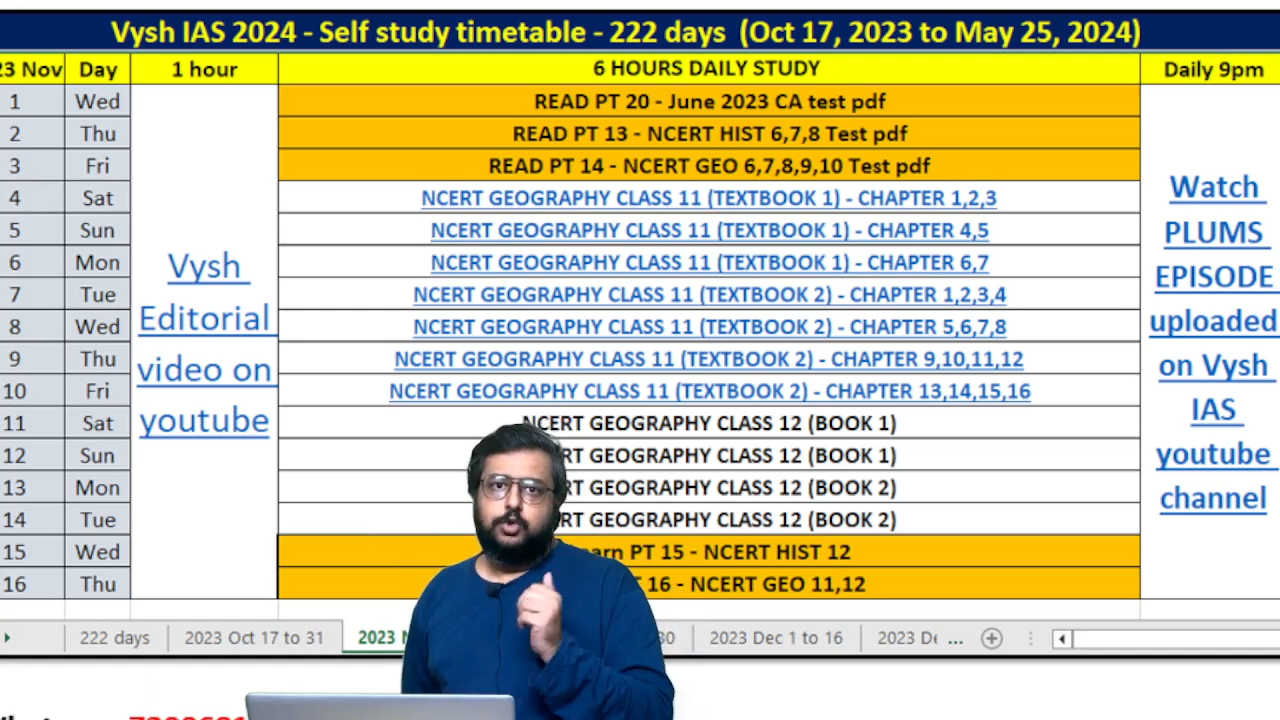 Vysh IAS 2024 - Self study timetable - 222 days (Oct 17, 2023 to May 25, 2024)
23 Nov Day 1 hour 6 HOURS DAILY STUDY Daily 9pm
1 Wed READ PT 20 - June 2023 CA test pdf
2 Thu READ PT 13 - NCERT HIST 6,7,8 Test pdf
3 Fri READ PT 14 - NCERT GEO 6,7,8,9,10 Test pdf
4 Sat NCERT GEOGRAPHY CLASS 11 (TEXTBOOK 1) - CHAPTER 1,2,3
5 Sun NCERT GEOGRAPHY CLASS 11 (TEXTBOOK 1) - CHAPTER 4,5
6 Mon NCERT GEOGRAPHY CLASS 11 (TEXTBOOK 1) - CHAPTER 6,7
7 Tue NCERT GEOGRAPHY CLASS 11 (TEXTBOOK 2) - CHAPTER 1,2,3,4
8 Wed NCERT GEOGRAPHY CLASS 11 (TEXTBOOK 2) - CHAPTER 5,6,7,8
9 Thu NCERT GEOGRAPHY CLASS 11 (TEXTBOOK 2) - CHAPTER 9,10,11,12
10 Fri NCERT GEOGRAPHY CLASS 11 (TEXTBOOK 2) - CHAPTER 13,14,15,16
11 Sat NCERT GEOGRAPHY CLASS 12 (BOOK 1)
12 Sun RT GEOGRAPHY CLASS 12 (BOOK 1)
13 Mon RT GEOGRAPHY CLASS 12 (BOOK 2)
14 Tue RT GEOGRAPHY CLASS 12 (BOOK 2)
15 Wed PT 15 - NCERT HIST 12
16 Thu 16 - NCERT GEO 11,12
Vysh
Editorial
video on
youtube
Watch
PLUMS
EPISODE
uploaded
on Vysh
IAS
youtube
channel
222 days 2023 Oct 17 to 31 2023 N 30 2023 Dec 1 to 16 2023 De ...